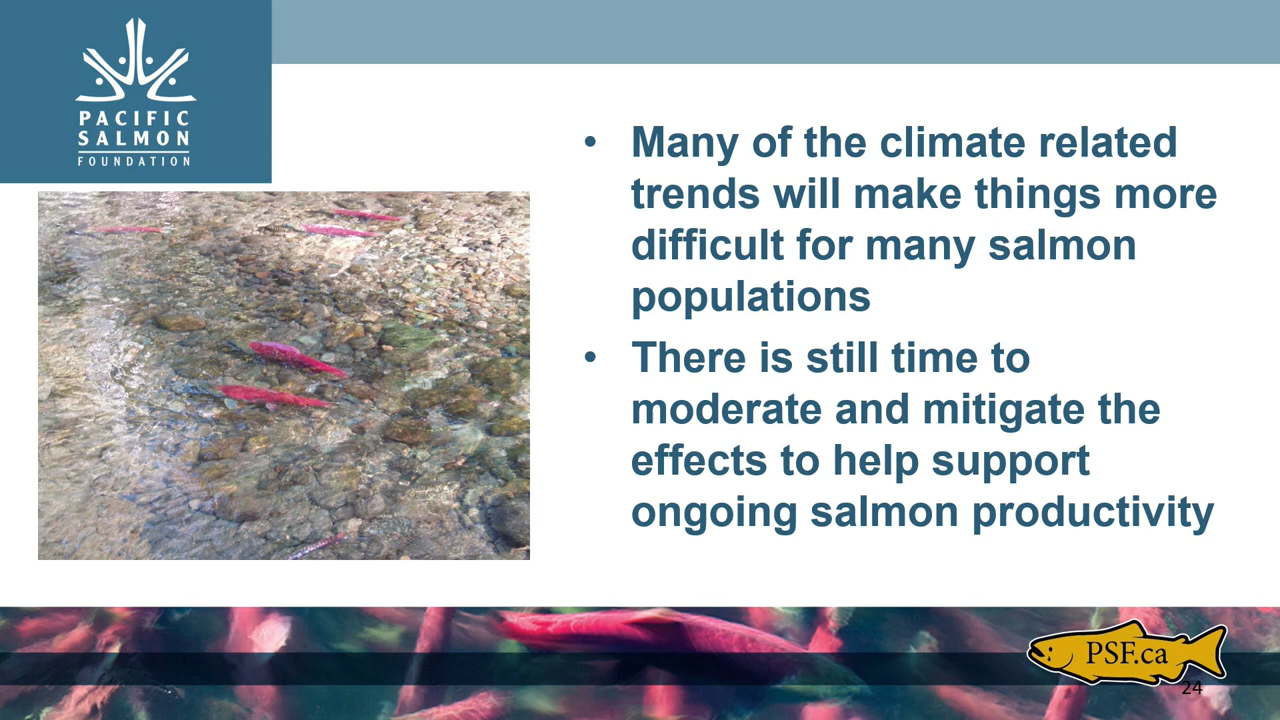 PACIFIC
SALMON
FOUNDATION
• Many of the climate related
trends will make things more
difficult for many salmon
populations
• There is still time to
moderate and mitigate the
effects to help support
ongoing salmon productivity
PSF.ca
24